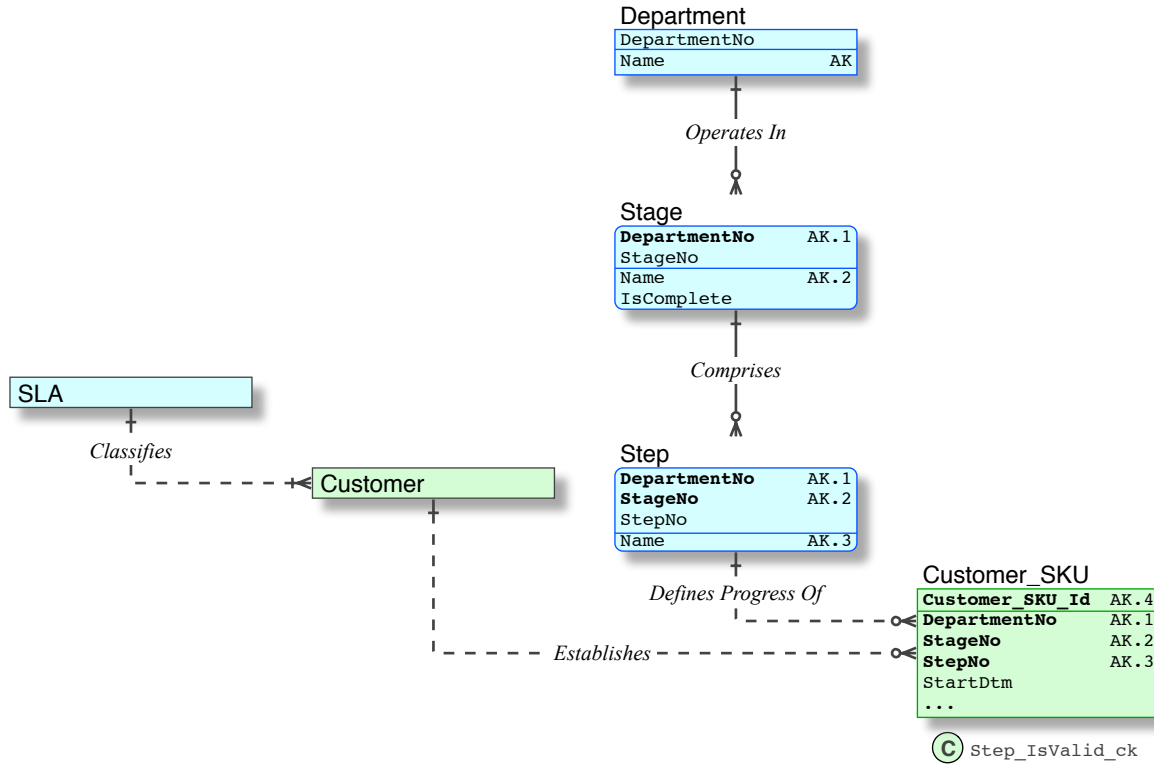 Department
DepartmentNo
Name AK
Operates In
Stage
DepartmentNo AK.1
StageNo
Name AK.2
IsComplete
Comprises
SLA
Classifies
Customer
Step
DepartmentNo AK.1
StageNo AK.2
StepNo
Name AK.3
Defines Progress Of
Establishes
Customer_SKU
Customer_SKU_Id AK.4
DepartmentNo AK.1
StageNo AK.2
StepNo AK.3
StartDtm
...
C Step_IsValid_ck